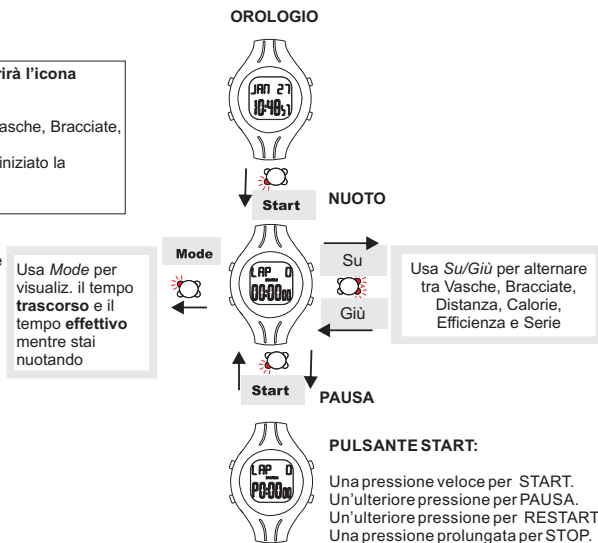 OROLOGIO
rirà l'icona
asche, Bracciate,
iniziato la
JAN 27
10:48 51
Start
NUOTO
Mode
LAP 0
00:00 00
Su
Giù
e
Usa Mode per
visualiz. il tempo
trascorso e il
tempo effettivo
mentre stai
nuotando
Usa Su/Giù per alternare
tra Vasche, Bracciate,
Distanza, Calorie,
Efficienza e Serie
Start
PAUSA
LAP 0
P0:00 00
PULSANTE START:
Una pressione veloce per START.
Un'ulteriore pressione per PAUSA.
Un'ulteriore pressione per RESTART
Una pressione prolungata per STOP.